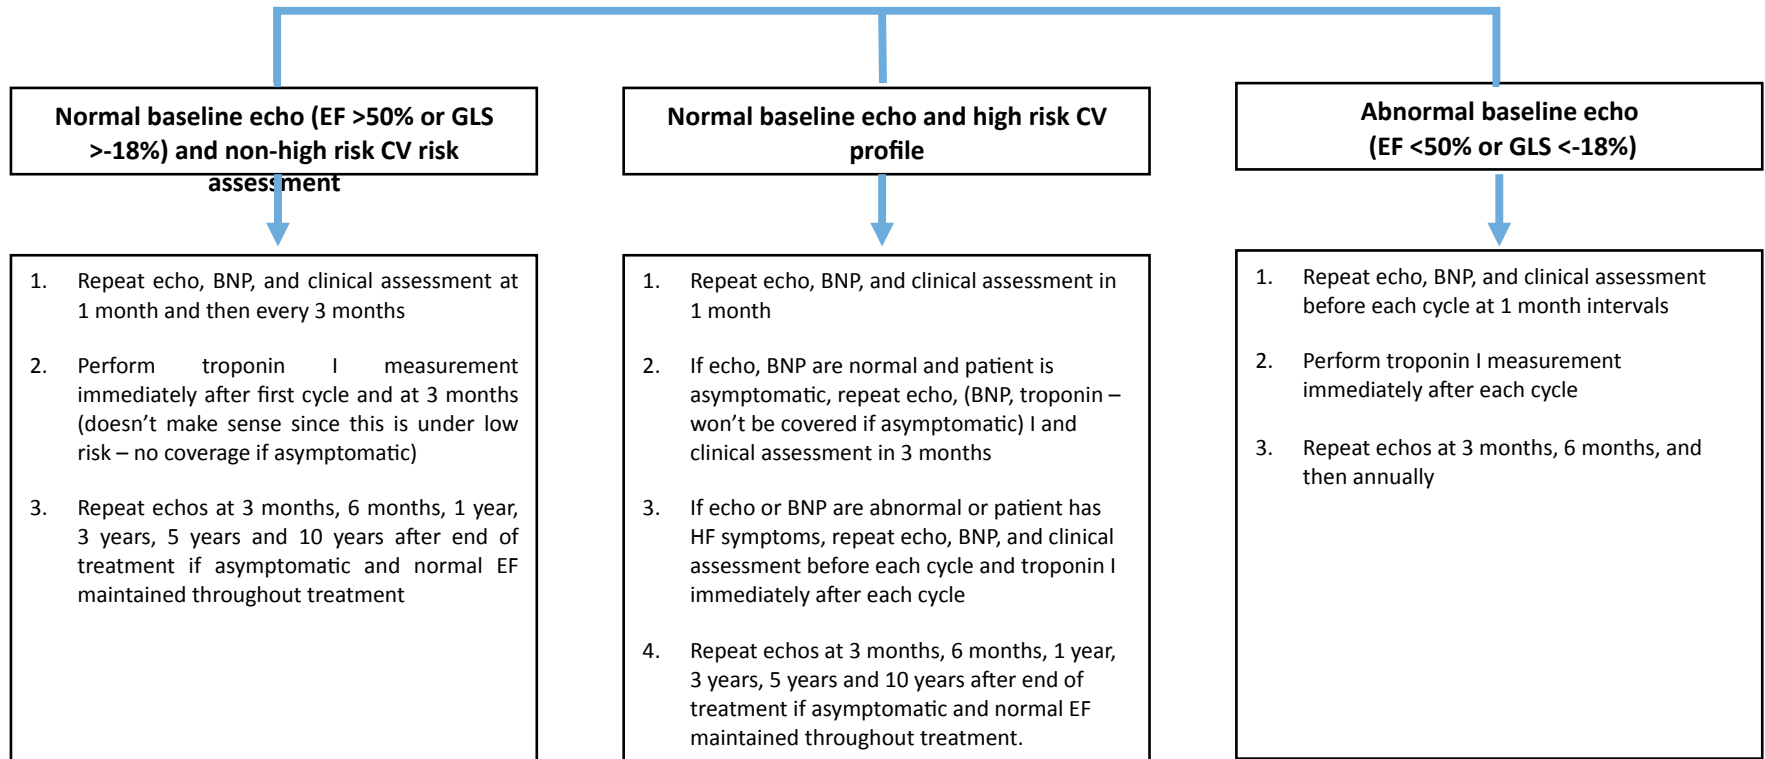 Normal baseline echo (EF >50% or GLS
>-18%) and non-high risk CV risk
assessment
1. Repeat echo, BNP, and clinical assessment at
1 month and then every 3 months
2. Perform troponin I measurement
immediately after first cycle and at 3 months
(doesn’t make sense since this is under low
risk – no coverage if asymptomatic)
3. Repeat echos at 3 months, 6 months, 1 year,
3 years, 5 years and 10 years after end of
treatment if asymptomatic and normal EF
maintained throughout treatment
Normal baseline echo and high risk CV
profile
1. Repeat echo, BNP, and clinical assessment in
1 month
2. If echo, BNP are normal and patient is
asymptomatic, repeat echo, (BNP, troponin –
won’t be covered if asymptomatic) I and
clinical assessment in 3 months
3. If echo or BNP are abnormal or patient has
HF symptoms, repeat echo, BNP, and clinical
assessment before each cycle and troponin I
immediately after each cycle
4. Repeat echos at 3 months, 6 months, 1 year,
3 years, 5 years and 10 years after end of
treatment if asymptomatic and normal EF
maintained throughout treatment.
Abnormal baseline echo
(EF <50% or GLS <-18%)
1. Repeat echo, BNP, and clinical assessment
before each cycle at 1 month intervals
2. Perform troponin I measurement
immediately after each cycle
3. Repeat echos at 3 months, 6 months, and
then annually